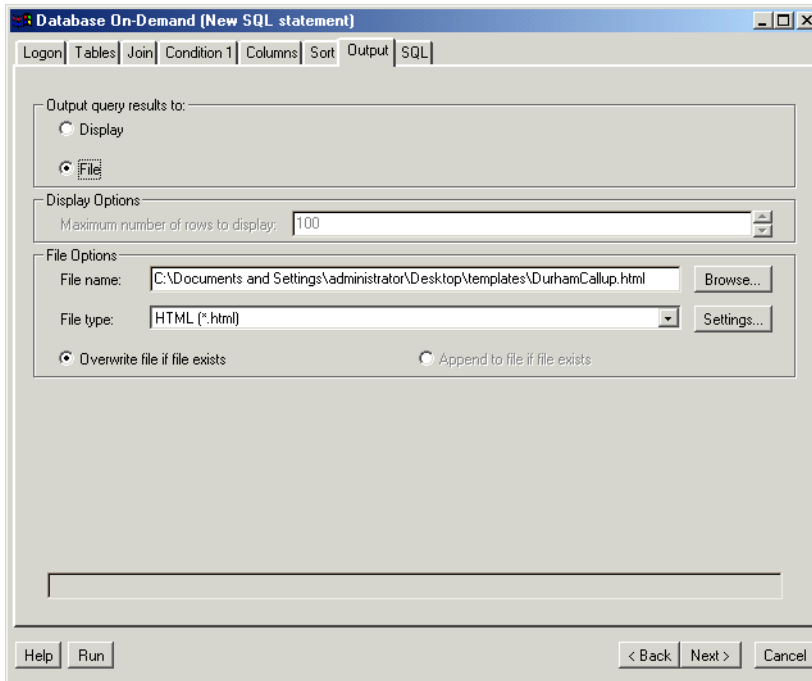 Database On-Demand (New SQL statement)
Logon Tables Join Condition 1 Columns Sort Output SQL
Output query results to:
Display
File
Display Options
Maximum number of rows to display: 100
File Options
File name: C:\Documents and Settings\administrator\Desktop\templates\DurhamCallup.html Browse...
File type: HTML (*.html) Settings...
Overwrite file if file exists Append to file if file exists
Help Run < Back Next > Cancel